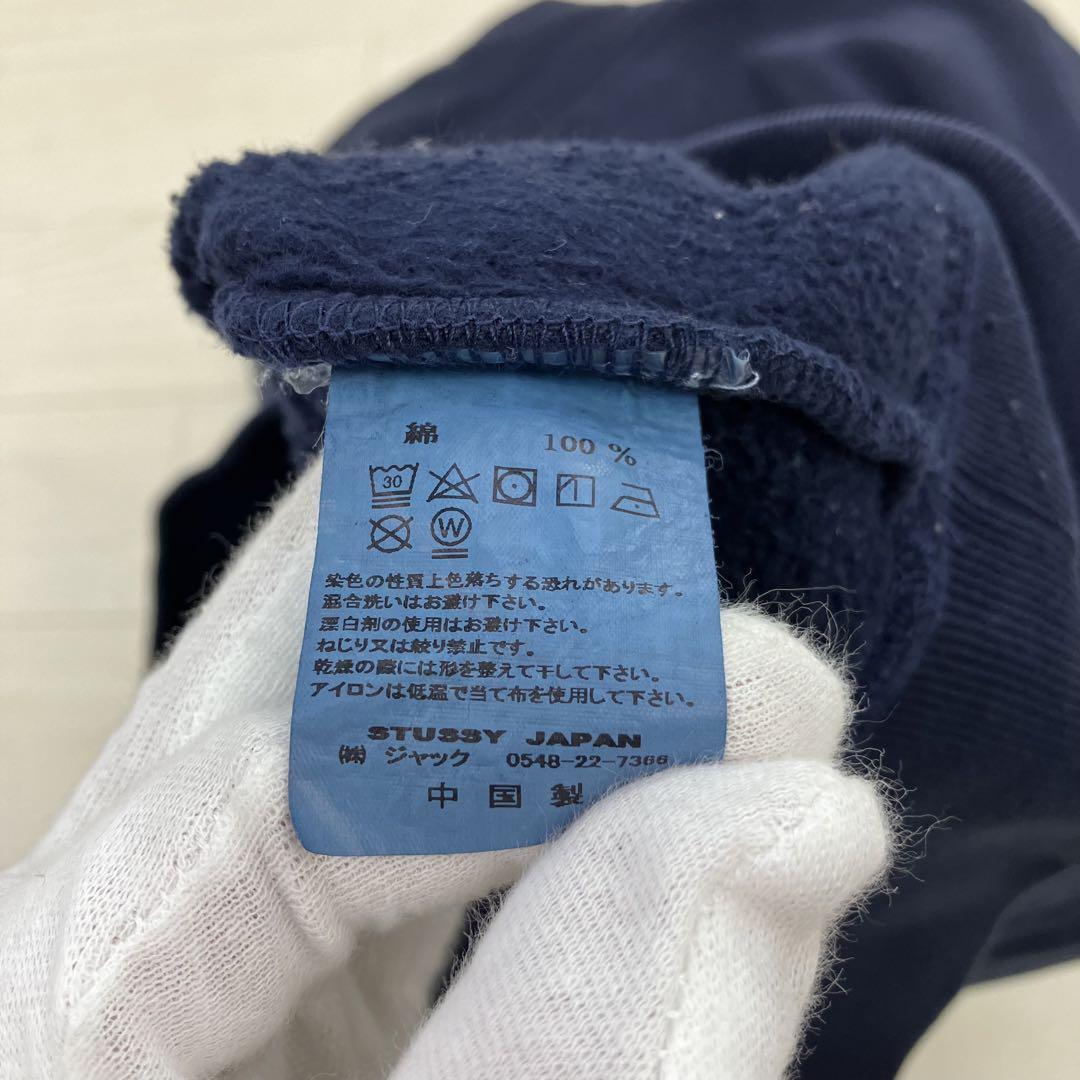 綿 100 %
30
W
染色の性質上色落ちする恐れがあります。
混合洗いはお避け下さい。
漂白剤の使用はお避け下さい。
ねじり又は絞り禁止です。
乾燥の際には形を整えて干して下さい。
アイロンは低温で当て布を使用して下さい。
STUSSY JAPAN
㈱ ジャック 0548-22-7366
中国製